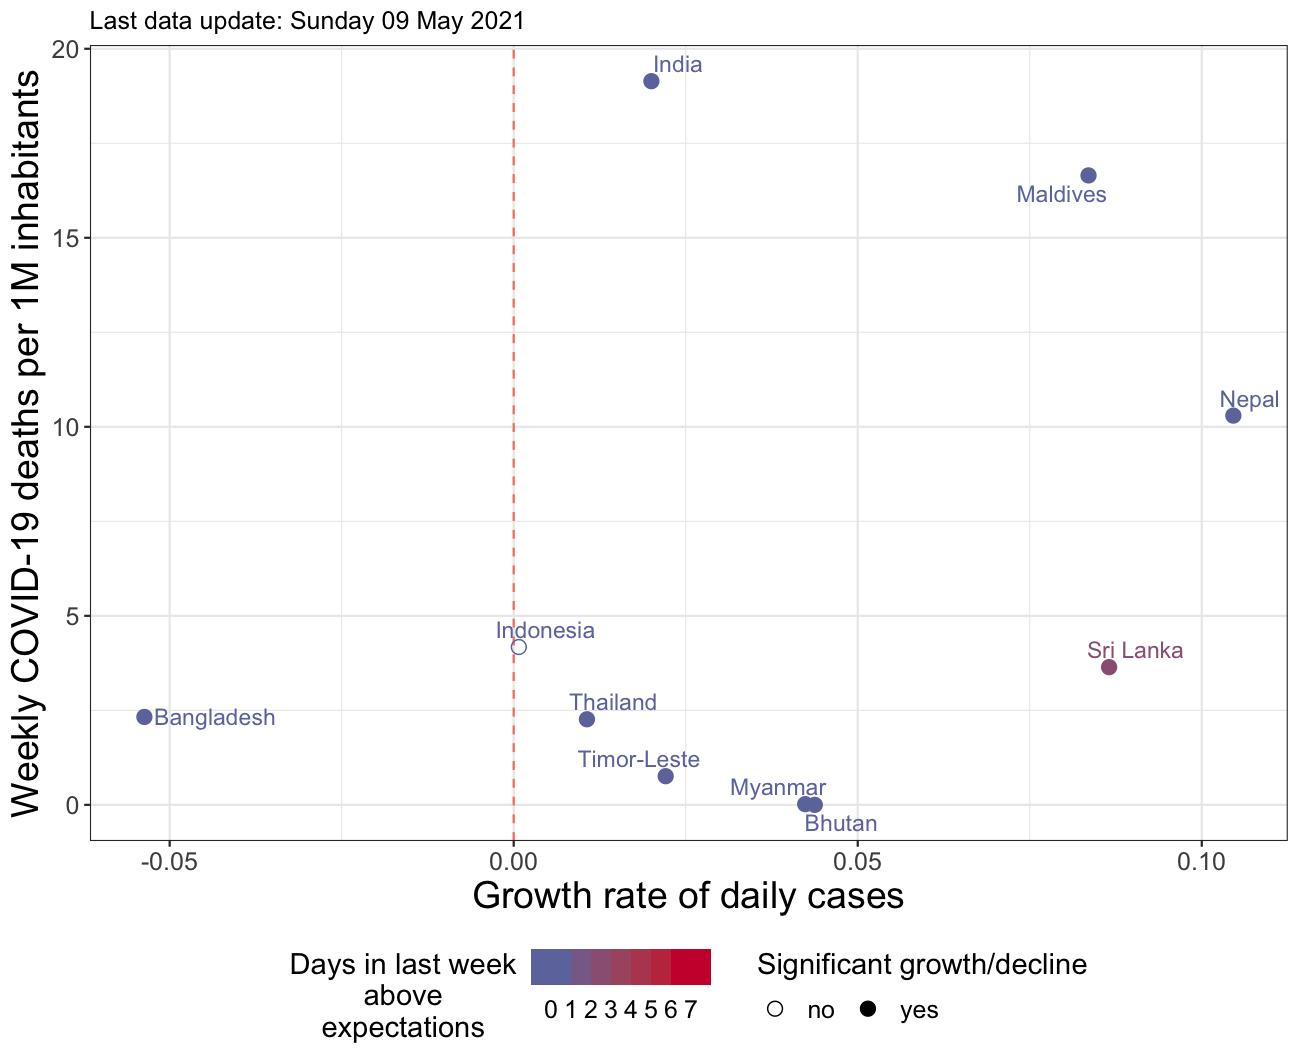 Last data update: Sunday 09 May 2021
Weekly COVID-19 deaths per 1M inhabitants
20
15
10
5
0
India
Maldives
Nepal
Indonesia
Sri Lanka
Thailand
Bangladesh
Timor-Leste
Myanmar
Bhutan
-0.05 0.00 0.05 0.10
Growth rate of daily cases
Days in last week
above
expectations
0 1 2 3 4 5 6 7
Significant growth/decline
no yes